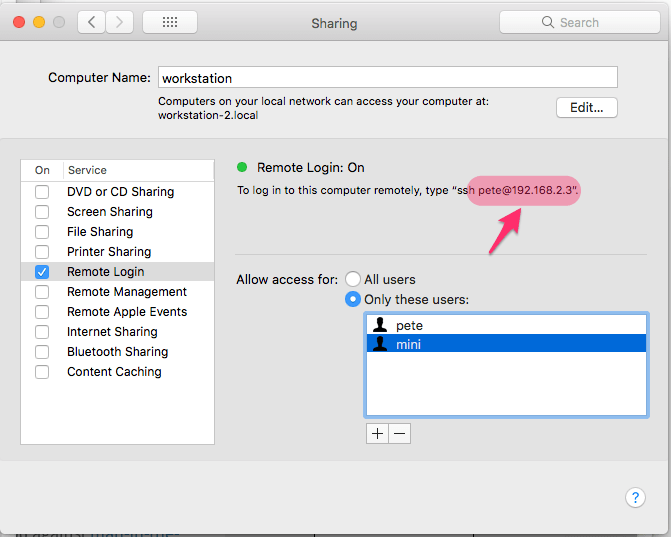 Sharing
Search
Computer Name: workstation
Computers on your local network can access your computer at:
workstation-2.local
Edit...
On Service
DVD or CD Sharing
Screen Sharing
File Sharing
Printer Sharing
Remote Login
Remote Management
Remote Apple Events
Internet Sharing
Bluetooth Sharing
Content Caching
Remote Login: On
To log in to this computer remotely, type “ssh pete@192.168.2.3”.
Allow access for: All users
Only these users:
pete
mini
+ −
?